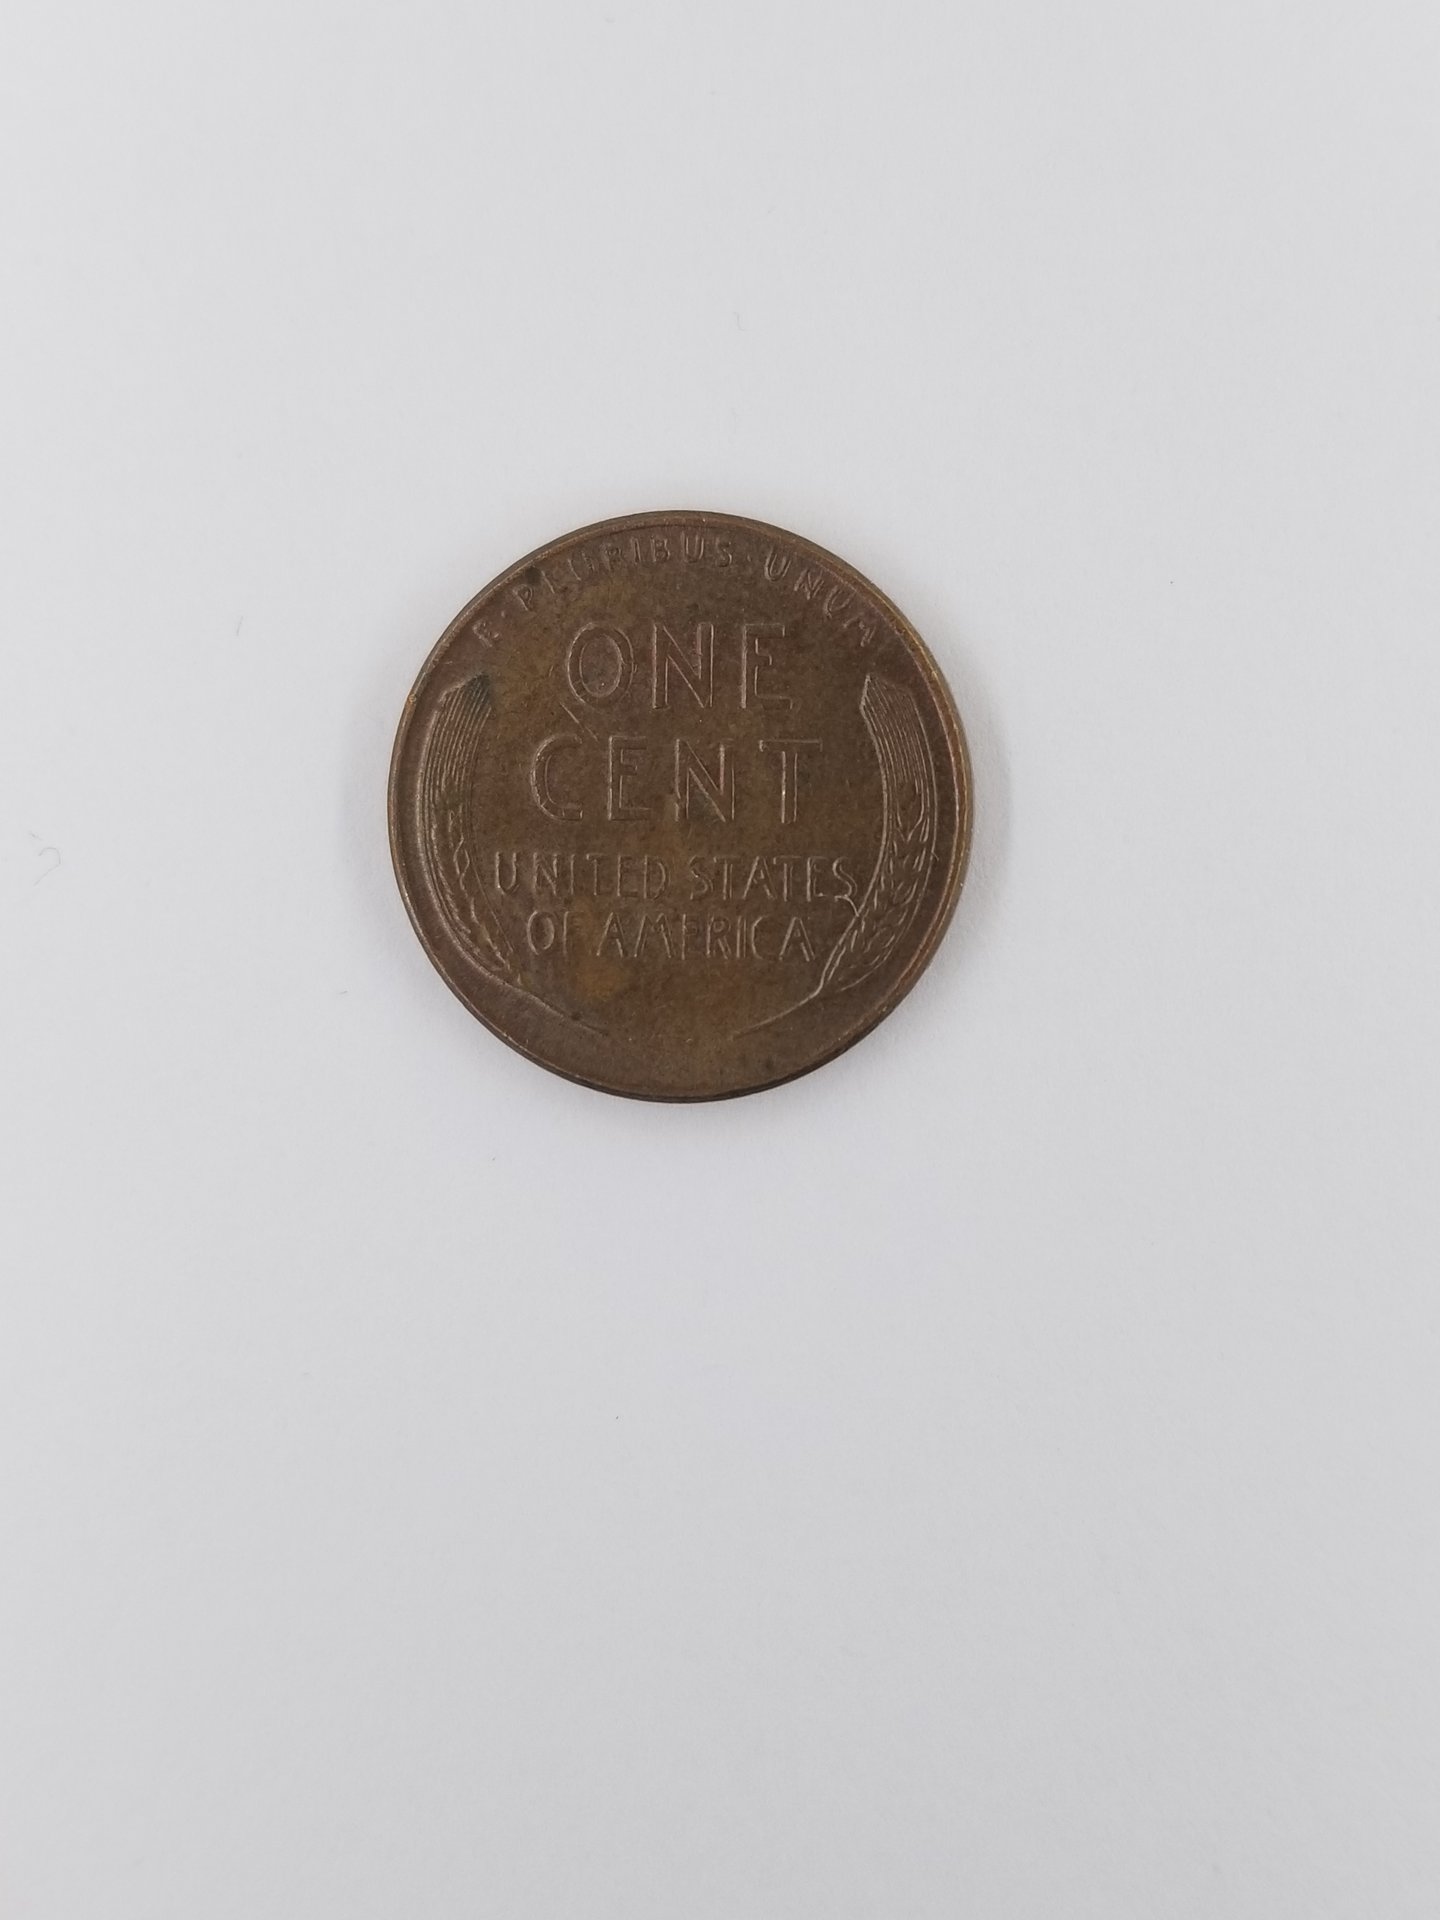 E·PLURIBUS·UNUM
ONE
CENT
UNITED STATES
OF AMERICA